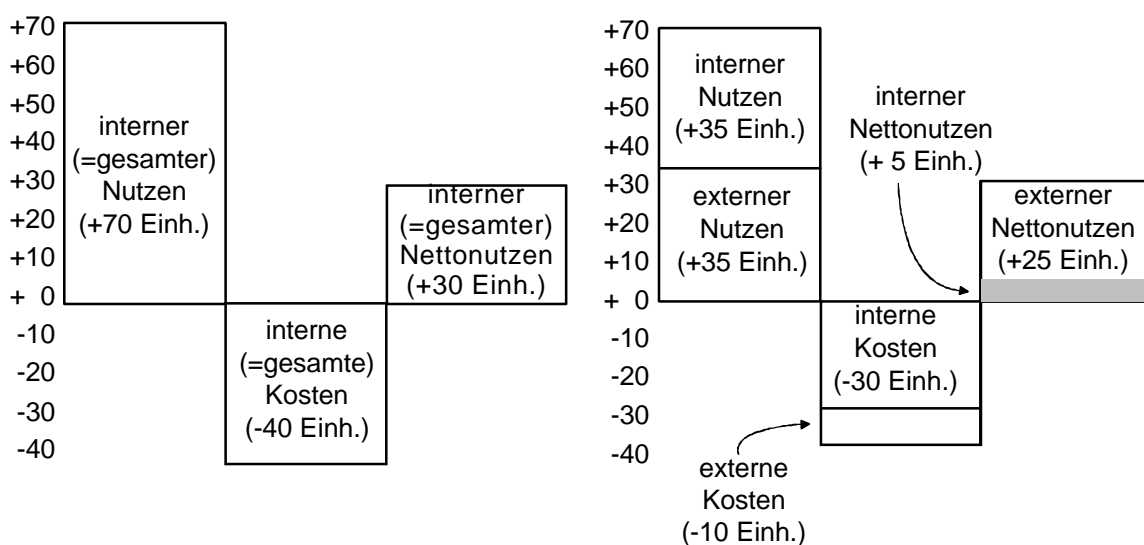 +70
+60
+50
+40
+30
+20
+10
+ 0
-10
-20
-30
-40
interner
(=gesamter)
Nutzen
(+70 Einh.)
interne
(=gesamte)
Kosten
(-40 Einh.)
interner
(=gesamter)
Nettonutzen
(+30 Einh.)
+70
+60
+50
+40
+30
+20
+10
+ 0
-10
-20
-30
-40
interner
Nutzen
(+35 Einh.)
externer
Nutzen
(+35 Einh.)
interne
Kosten
(-30 Einh.)
externe
Kosten
(-10 Einh.)
interner
Nettonutzen
(+ 5 Einh.)
externer
Nettonutzen
(+25 Einh.)